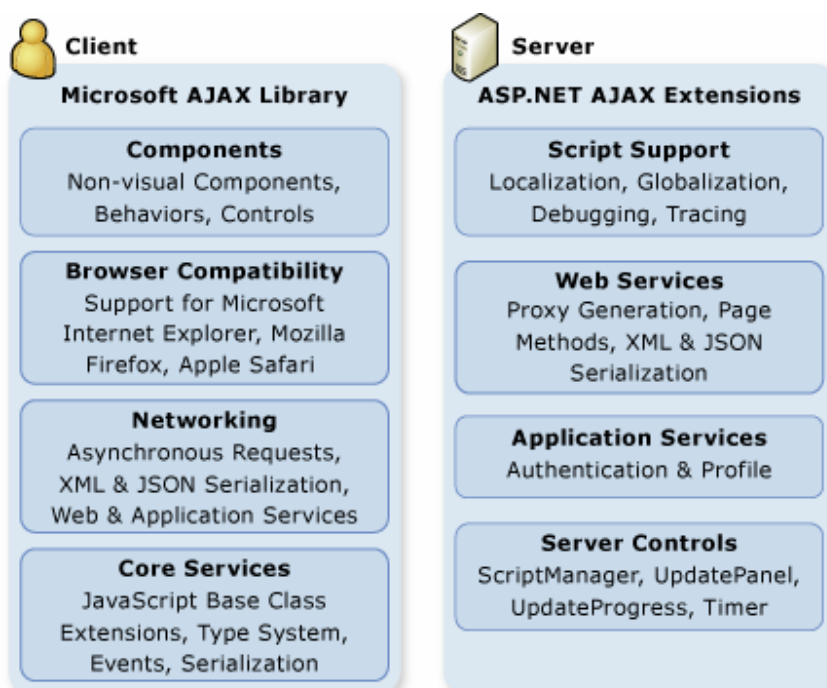 Client
Microsoft AJAX Library
Components
Non-visual Components,
Behaviors, Controls
Browser Compatibility
Support for Microsoft
Internet Explorer, Mozilla
Firefox, Apple Safari
Networking
Asynchronous Requests,
XML & JSON Serialization,
Web & Application Services
Core Services
JavaScript Base Class
Extensions, Type System,
Events, Serialization
Server
ASP.NET AJAX Extensions
Script Support
Localization, Globalization,
Debugging, Tracing
Web Services
Proxy Generation, Page
Methods, XML & JSON
Serialization
Application Services
Authentication & Profile
Server Controls
ScriptManager, UpdatePanel,
UpdateProgress, Timer